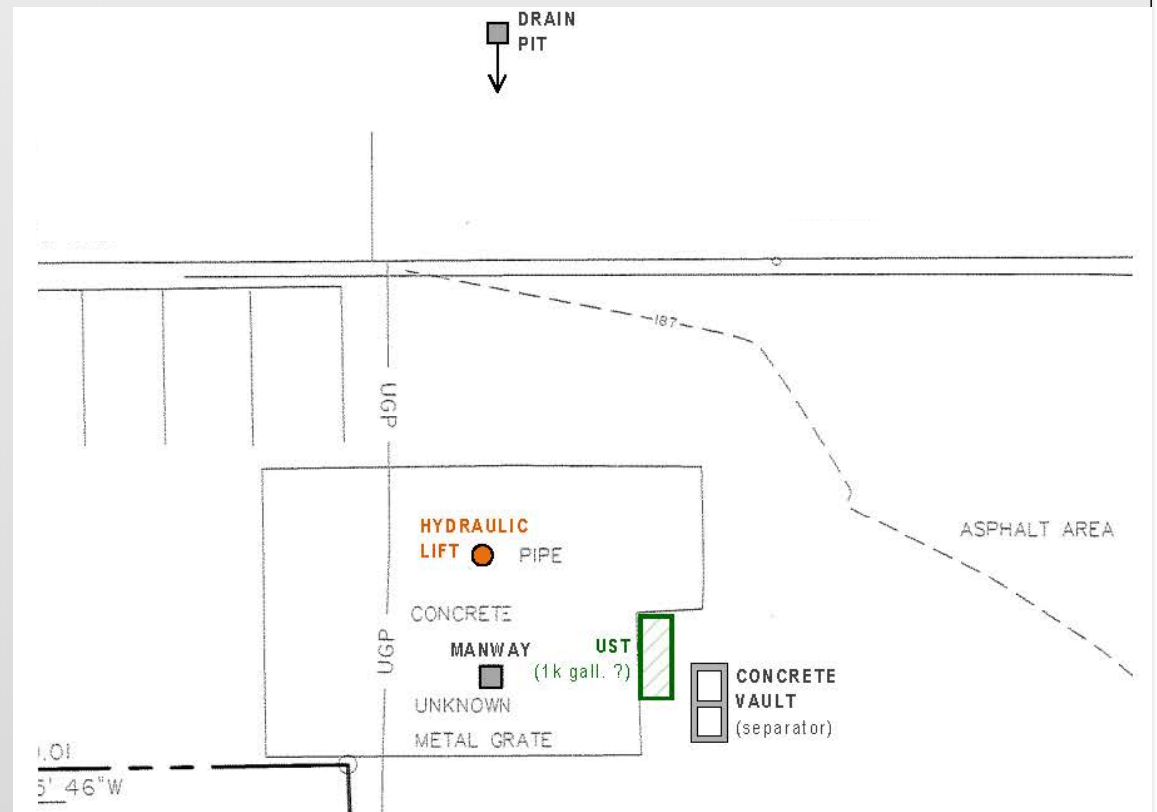 DRAIN
PIT
187
UGP
HYDRAULIC
LIFT
PIPE
ASPHALT AREA
CONCRETE
UGP
MANWAY
UST
(1k gall. ?)
UNKNOWN
METAL GRATE
CONCRETE
VAULT
(separator)
.01
5' 46"W